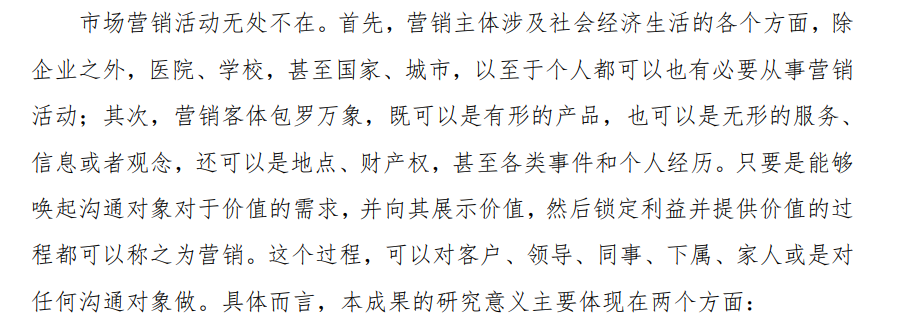 市场营销活动无处不在。首先，营销主体涉及社会经济生活的各个方面，除
企业之外，医院、学校，甚至国家、城市，以至于个人都可以也有必要从事营销
活动；其次，营销客体包罗万象，既可以是有形的产品，也可以是无形的服务、
信息或者观念，还可以是地点、财产权，甚至各类事件和个人经历。只要是能够
唤起沟通对象对于价值的需求，并向其展示价值，然后锁定利益并提供价值的过
程都可以称之为营销。这个过程，可以对客户、领导、同事、下属、家人或是对
任何沟通对象做。具体而言，本成果的研究意义主要体现在两个方面：